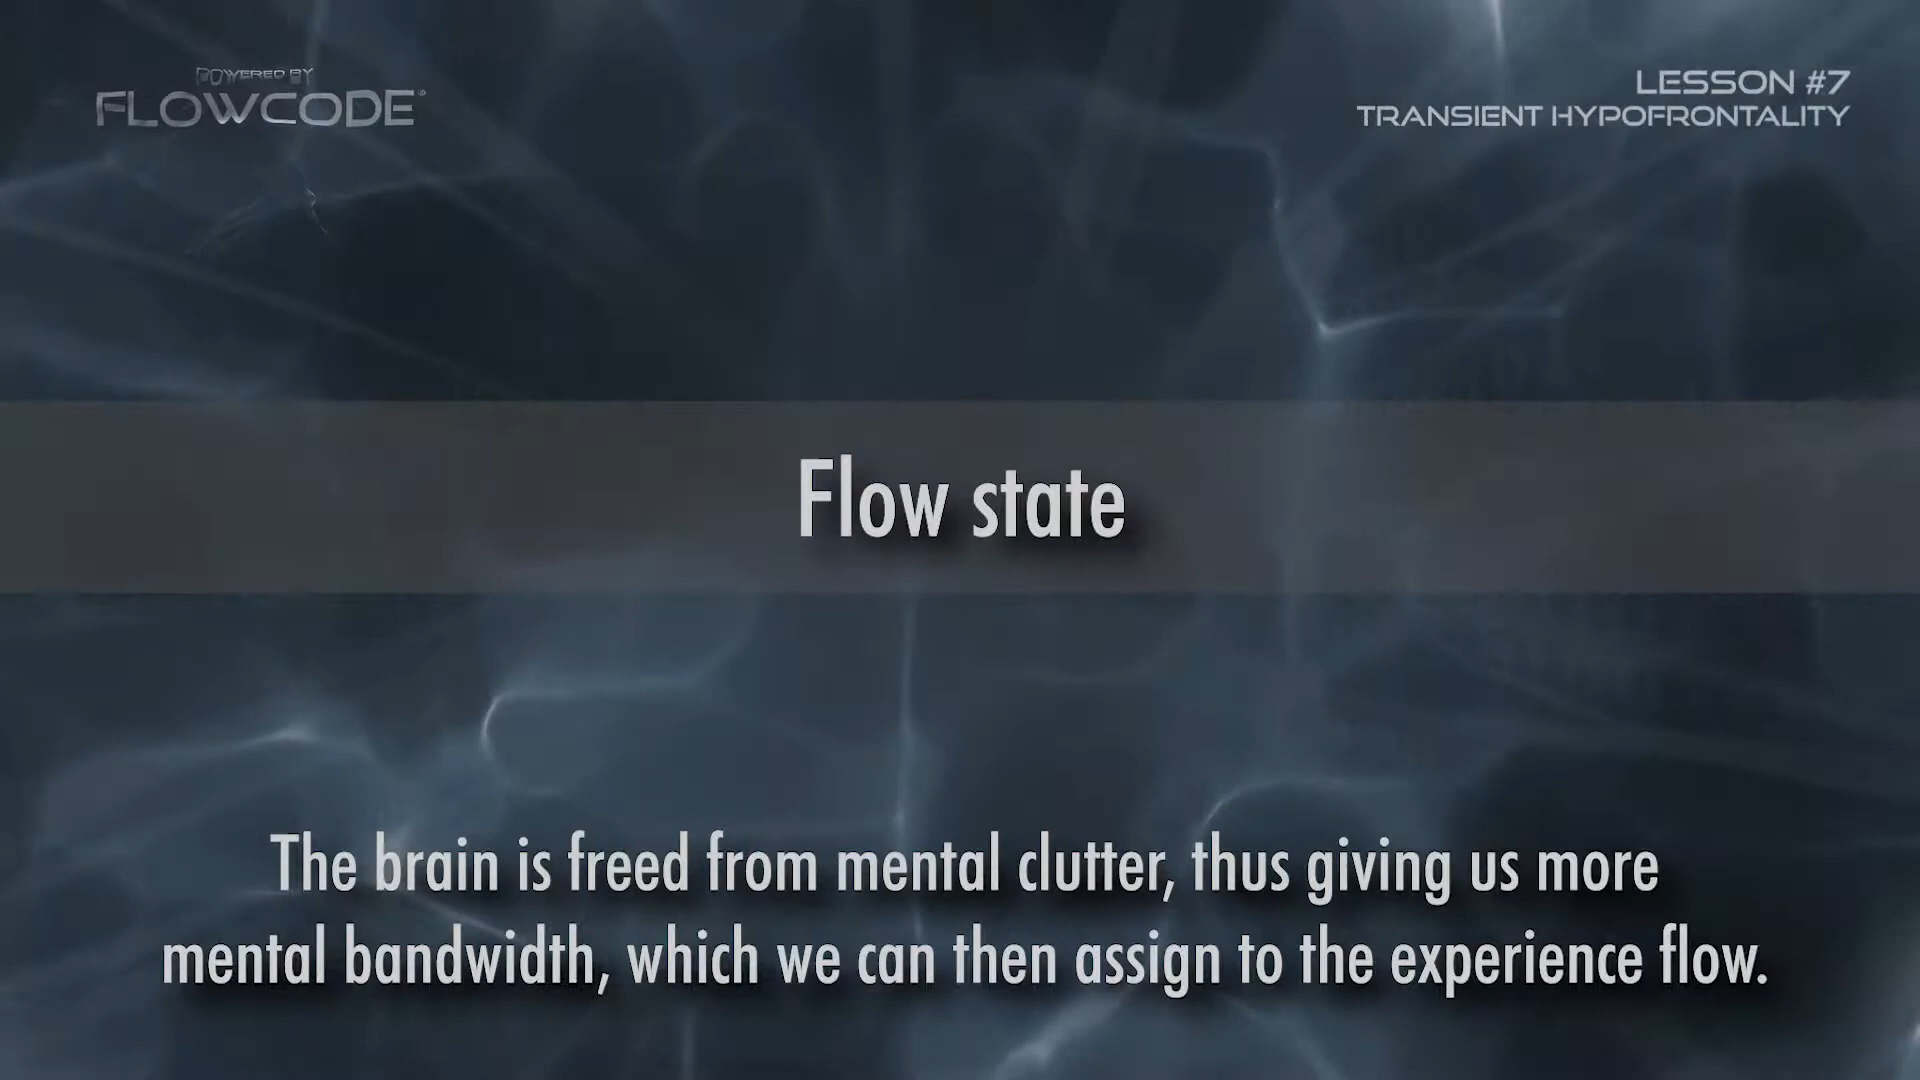 POWERED BY
FLOWCODE
LESSON #7
TRANSIENT HYPOFRONTALITY
Flow state
The brain is freed from mental clutter, thus giving us more
mental bandwidth, which we can then assign to the experience flow.